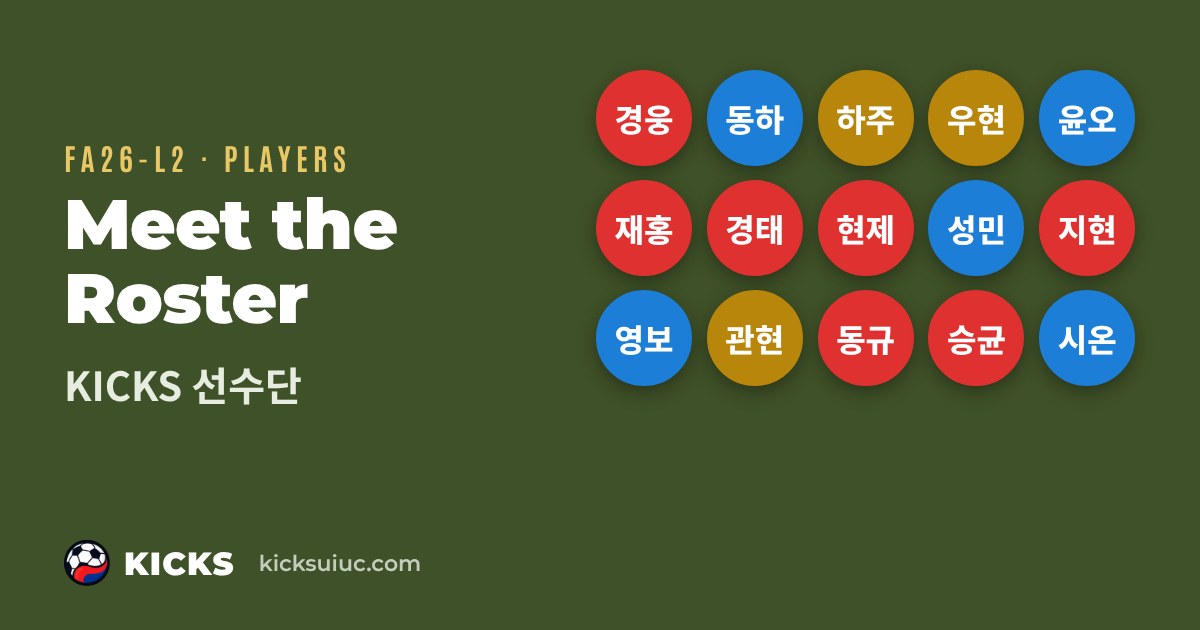 FA26-L2 · PLAYERS
Meet the
Roster
KICKS 선수단
경웅 동하 하주 우현 윤오
재홍 경태 현제 성민 지현
영보 관현 동규 승균 시온
KICKS kicksuiuc.com